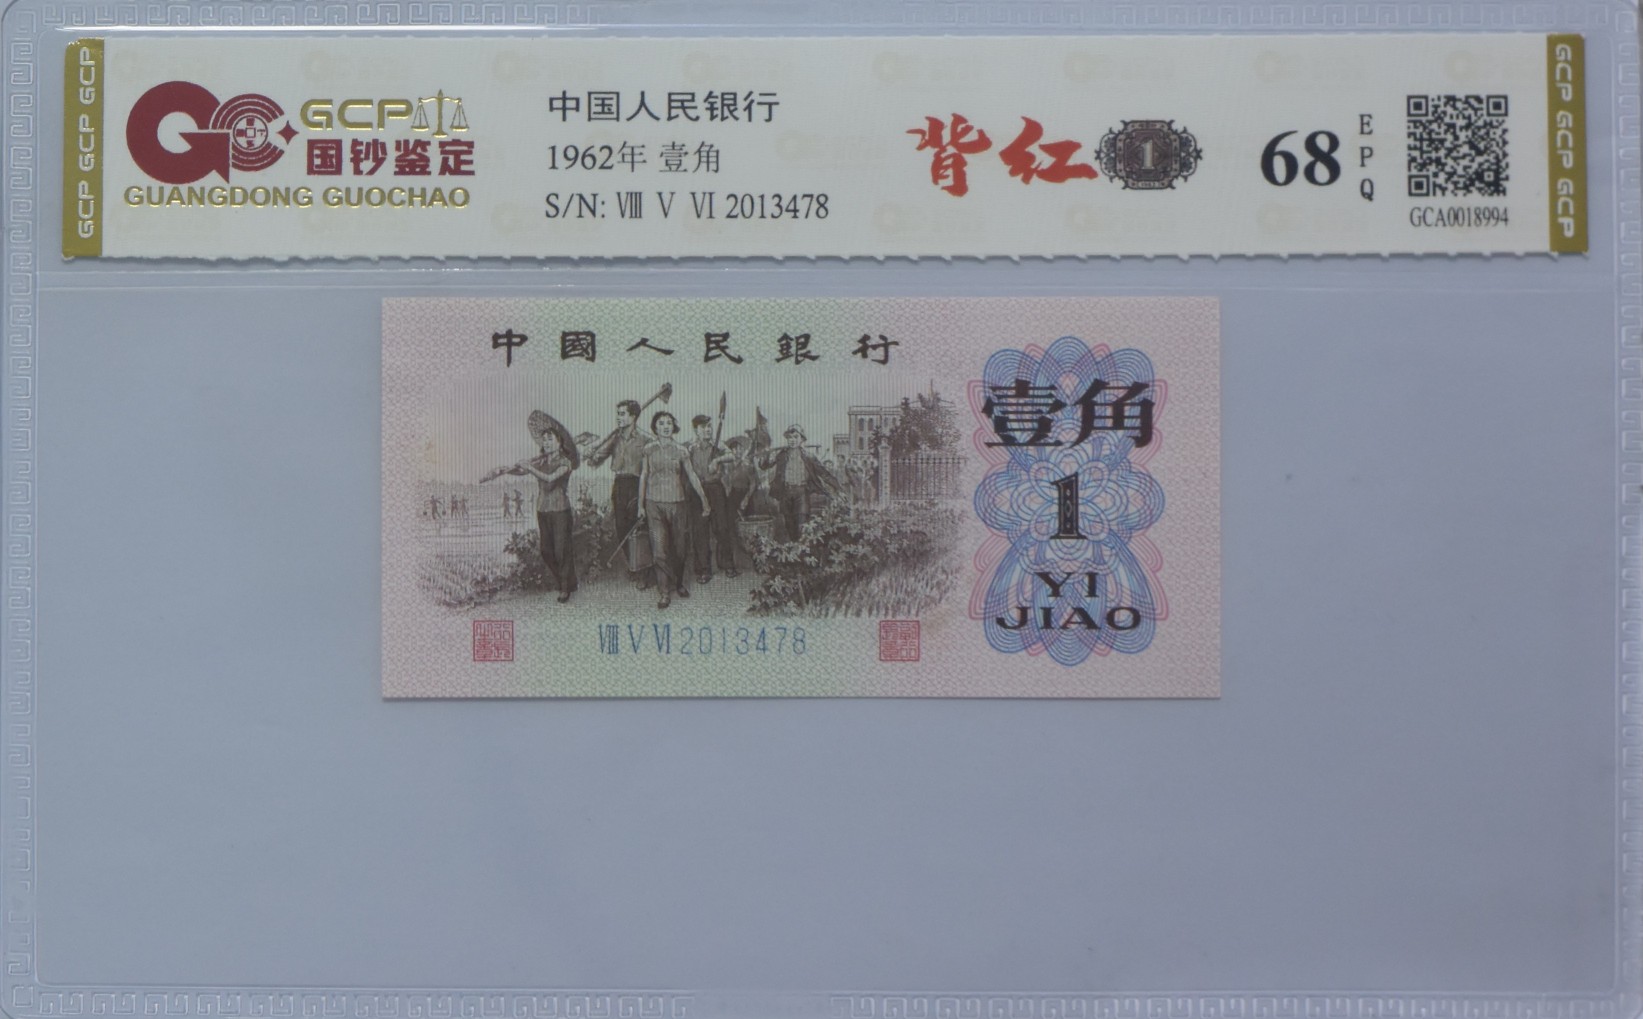 GCP GCP GCP
GCP
国钞鉴定
GUANGDONG GUOCHAO
中国人民银行
1962年 壹角
S/N: Ⅷ Ⅴ Ⅵ 2013478
背红
1
68
EPQ
GCA0018994
GCP GCP GCP
中國人民銀行
壹角
1
YI
JIAO
Ⅷ Ⅴ Ⅵ 2013478